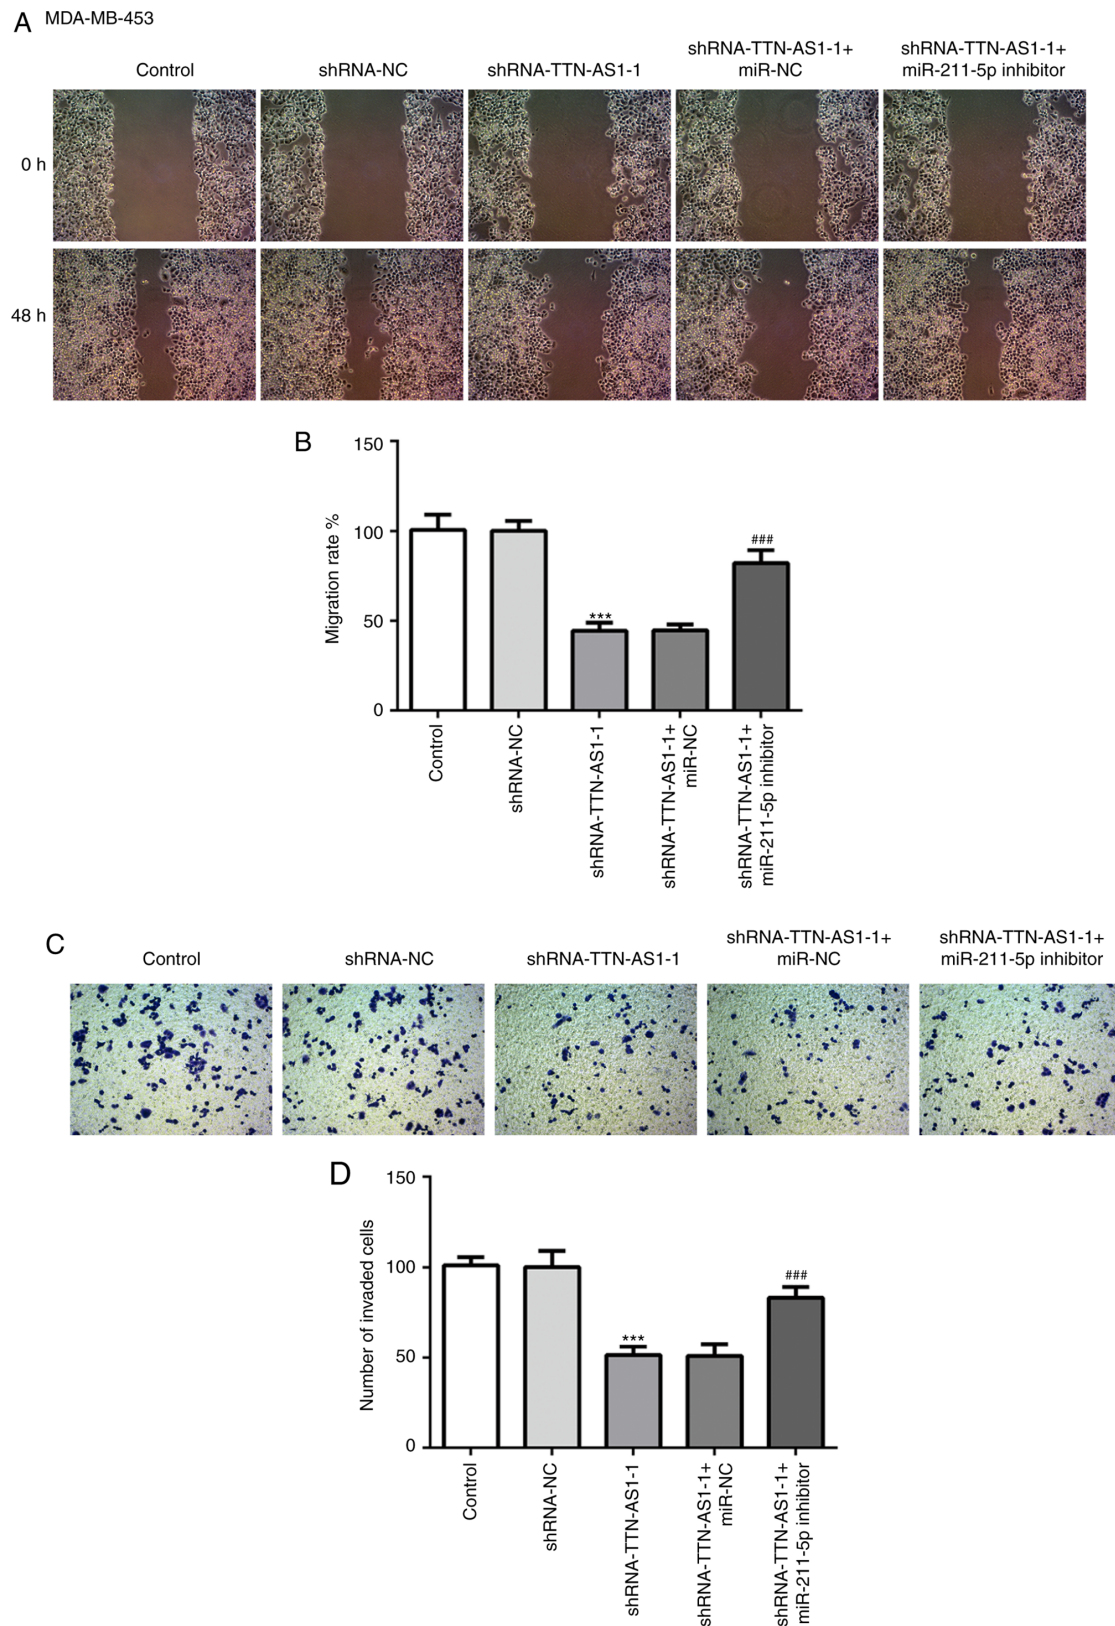 A MDA-MB-453
Control
shRNA-NC
shRNA-TTN-AS1-1
shRNA-TTN-AS1-1+
miR-NC
shRNA-TTN-AS1-1+
miR-211-5p inhibitor
0 h
48 h
B
Migration rate %
150
100
50
0
***
###
Control
shRNA-NC
shRNA-TTN-AS1-1
shRNA-TTN-AS1-1+
miR-NC
shRNA-TTN-AS1-1+
miR-211-5p inhibitor
C
Control
shRNA-NC
shRNA-TTN-AS1-1
shRNA-TTN-AS1-1+
miR-NC
shRNA-TTN-AS1-1+
miR-211-5p inhibitor
D
Number of invaded cells
150
100
50
0
***
###
Control
shRNA-NC
shRNA-TTN-AS1-1
shRNA-TTN-AS1-1+
miR-NC
shRNA-TTN-AS1-1+
miR-211-5p inhibitor